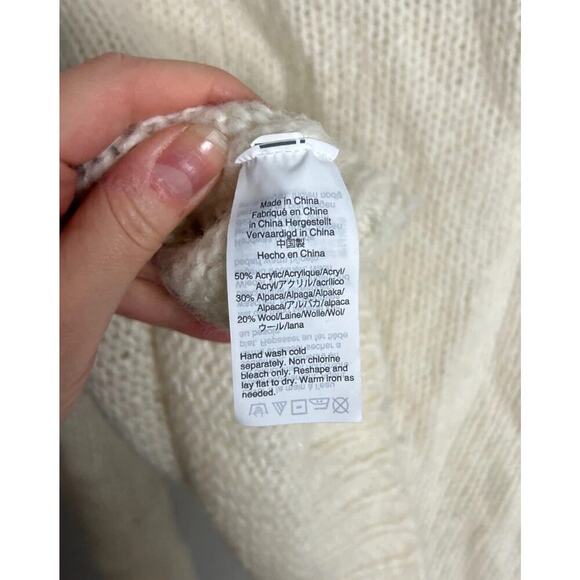 Made in China
Fabriqué en Chine
in China Hergestellt
Vervaardigd in China
中国製
Hecho en China
50% Acrylic/Acrylique/Acryl/
Acryl/アクリル/acrílico
30% Alpaca/Alpaga/Alpaka/
Alpaca/アルパカ/alpaca
20% Wool/Laine/Wolle/Wol/
ウール/lana
Hand wash cold
separately. Non chlorine
bleach only. Reshape and
lay flat to dry. Warm iron as
needed.